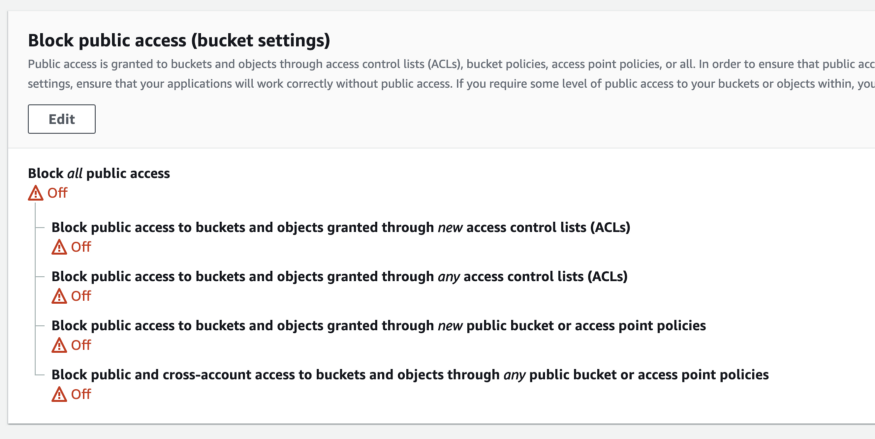 Block public access (bucket settings)
Public access is granted to buckets and objects through access control lists (ACLs), bucket policies, access point policies, or all. In order to ensure that public acc
settings, ensure that your applications will work correctly without public access. If you require some level of public access to your buckets or objects within, you
Edit
Block all public access
Off
Block public access to buckets and objects granted through new access control lists (ACLs)
Off
Block public access to buckets and objects granted through any access control lists (ACLs)
Off
Block public access to buckets and objects granted through new public bucket or access point policies
Off
Block public and cross-account access to buckets and objects through any public bucket or access point policies
Off